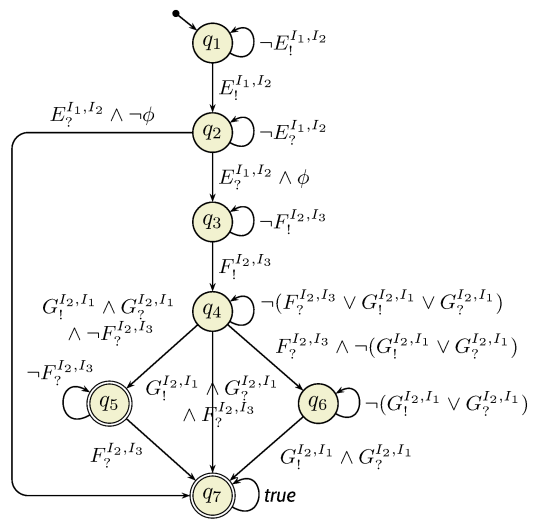 q₁ ¬E!^{I₁,I₂}
E!^{I₁,I₂}
E?^{I₁,I₂} ∧ ¬ϕ
q₂ ¬E?^{I₁,I₂}
E?^{I₁,I₂} ∧ ϕ
q₃ ¬F!^{I₂,I₃}
F!^{I₂,I₃}
q₄ ¬(F?^{I₂,I₃} ∨ G!^{I₂,I₁} ∨ G?^{I₂,I₁})
G!^{I₂,I₁} ∧ G?^{I₂,I₁}
∧ ¬F?^{I₂,I₃}
F?^{I₂,I₃} ∧ ¬(G!^{I₂,I₁} ∨ G?^{I₂,I₁})
¬F?^{I₂,I₃}
G!^{I₂,I₁} ∧ G?^{I₂,I₁}
∧ F?^{I₂,I₃}
q₅
q₆ ¬(G!^{I₂,I₁} ∨ G?^{I₂,I₁})
F?^{I₂,I₃}
G!^{I₂,I₁} ∧ G?^{I₂,I₁}
q₇ true